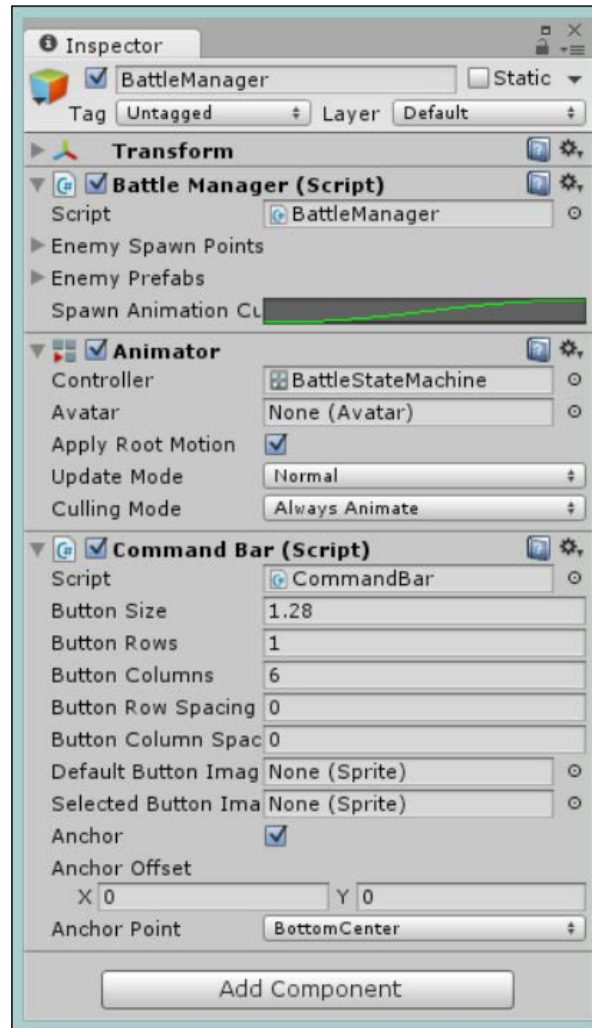 Inspector
BattleManager Static
Tag Untagged Layer Default
Transform
Battle Manager (Script)
Script BattleManager
Enemy Spawn Points
Enemy Prefabs
Spawn Animation Cu
Animator
Controller BattleStateMachine
Avatar None (Avatar)
Apply Root Motion
Update Mode Normal
Culling Mode Always Animate
Command Bar (Script)
Script CommandBar
Button Size 1.28
Button Rows 1
Button Columns 6
Button Row Spacing 0
Button Column Spac 0
Default Button Imag None (Sprite)
Selected Button Ima None (Sprite)
Anchor
Anchor Offset
X 0 Y 0
Anchor Point BottomCenter
Add Component